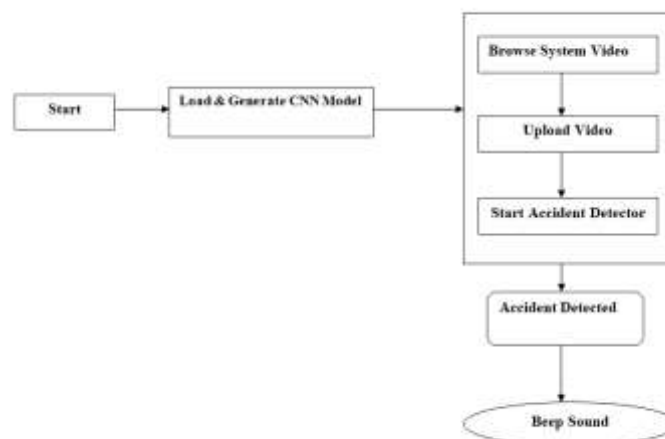 Start
Load & Generate CNN Model
Browse System Video
Upload Video
Start Accident Detector
Accident Detected
Beep Sound